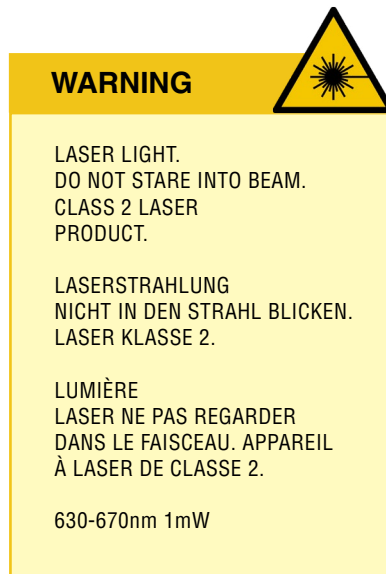 WARNING
LASER LIGHT.
DO NOT STARE INTO BEAM.
CLASS 2 LASER
PRODUCT.
LASERSTRAHLUNG
NICHT IN DEN STRAHL BLICKEN.
LASER KLASSE 2.
LUMIÈRE
LASER NE PAS REGARDER
DANS LE FAISCEAU. APPAREIL
À LASER DE CLASSE 2.
630-670nm 1mW